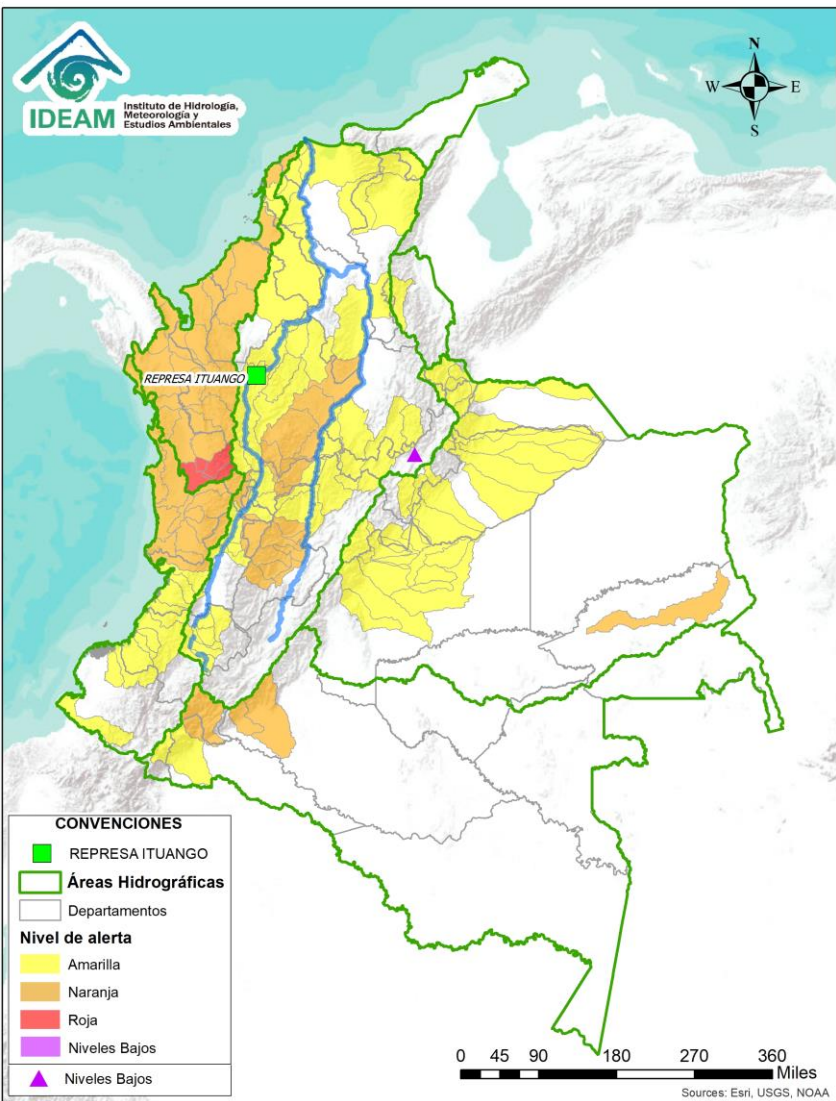 IDEAM
Instituto de Hidrología,
Meteorología y
Estudios Ambientales
N
W
E
S
REPRESA ITUANGO
CONVENCIONES
REPRESA ITUANGO
Áreas Hidrográficas
Departamentos
Nivel de alerta
Amarilla
Naranja
Roja
Niveles Bajos
Niveles Bajos
0 45 90 180 270 360
Miles
Sources: Esri, USGS, NOAA